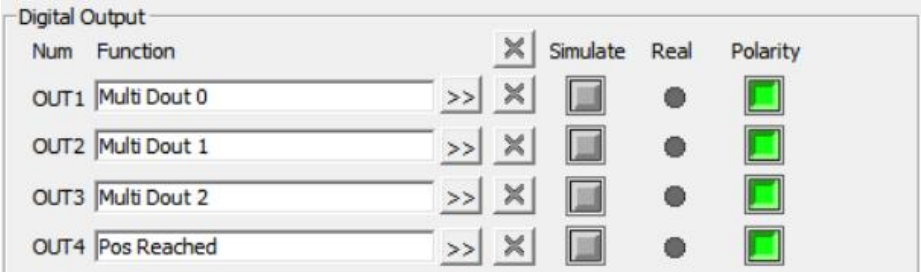 Digital Output
Num Function Simulate Real Polarity
OUT1 Multi Dout 0 >>
OUT2 Multi Dout 1 >>
OUT3 Multi Dout 2 >>
OUT4 Pos Reached >>